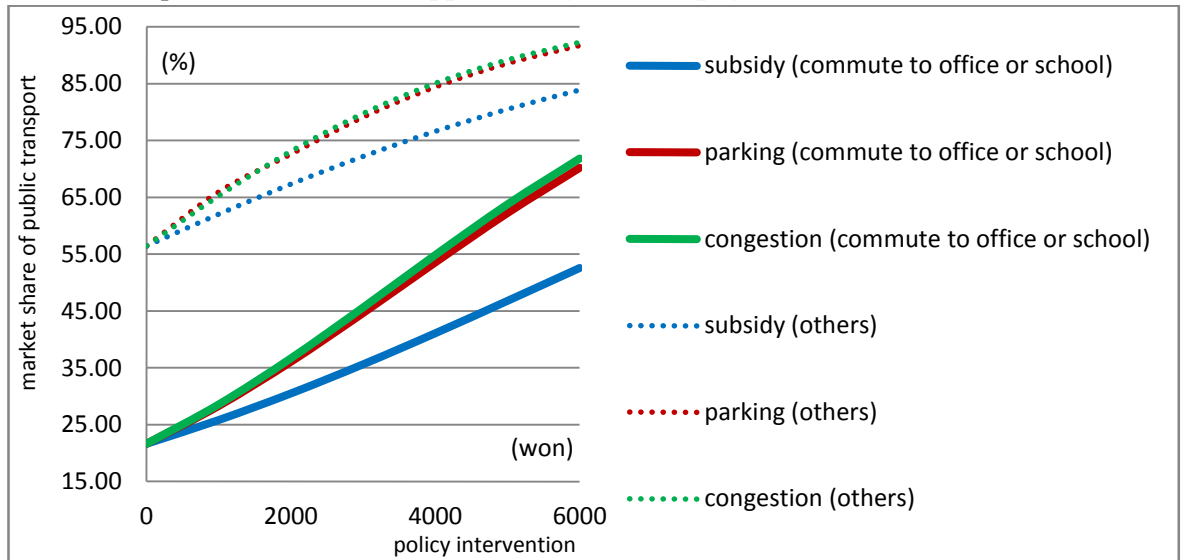 95.00
85.00
75.00
65.00
55.00
45.00
35.00
25.00
15.00
market share of public transport
(%)
(won)
0 2000 4000 6000
policy intervention
subsidy (commute to office or school)
parking (commute to office or school)
congestion (commute to office or school)
subsidy (others)
parking (others)
congestion (others)